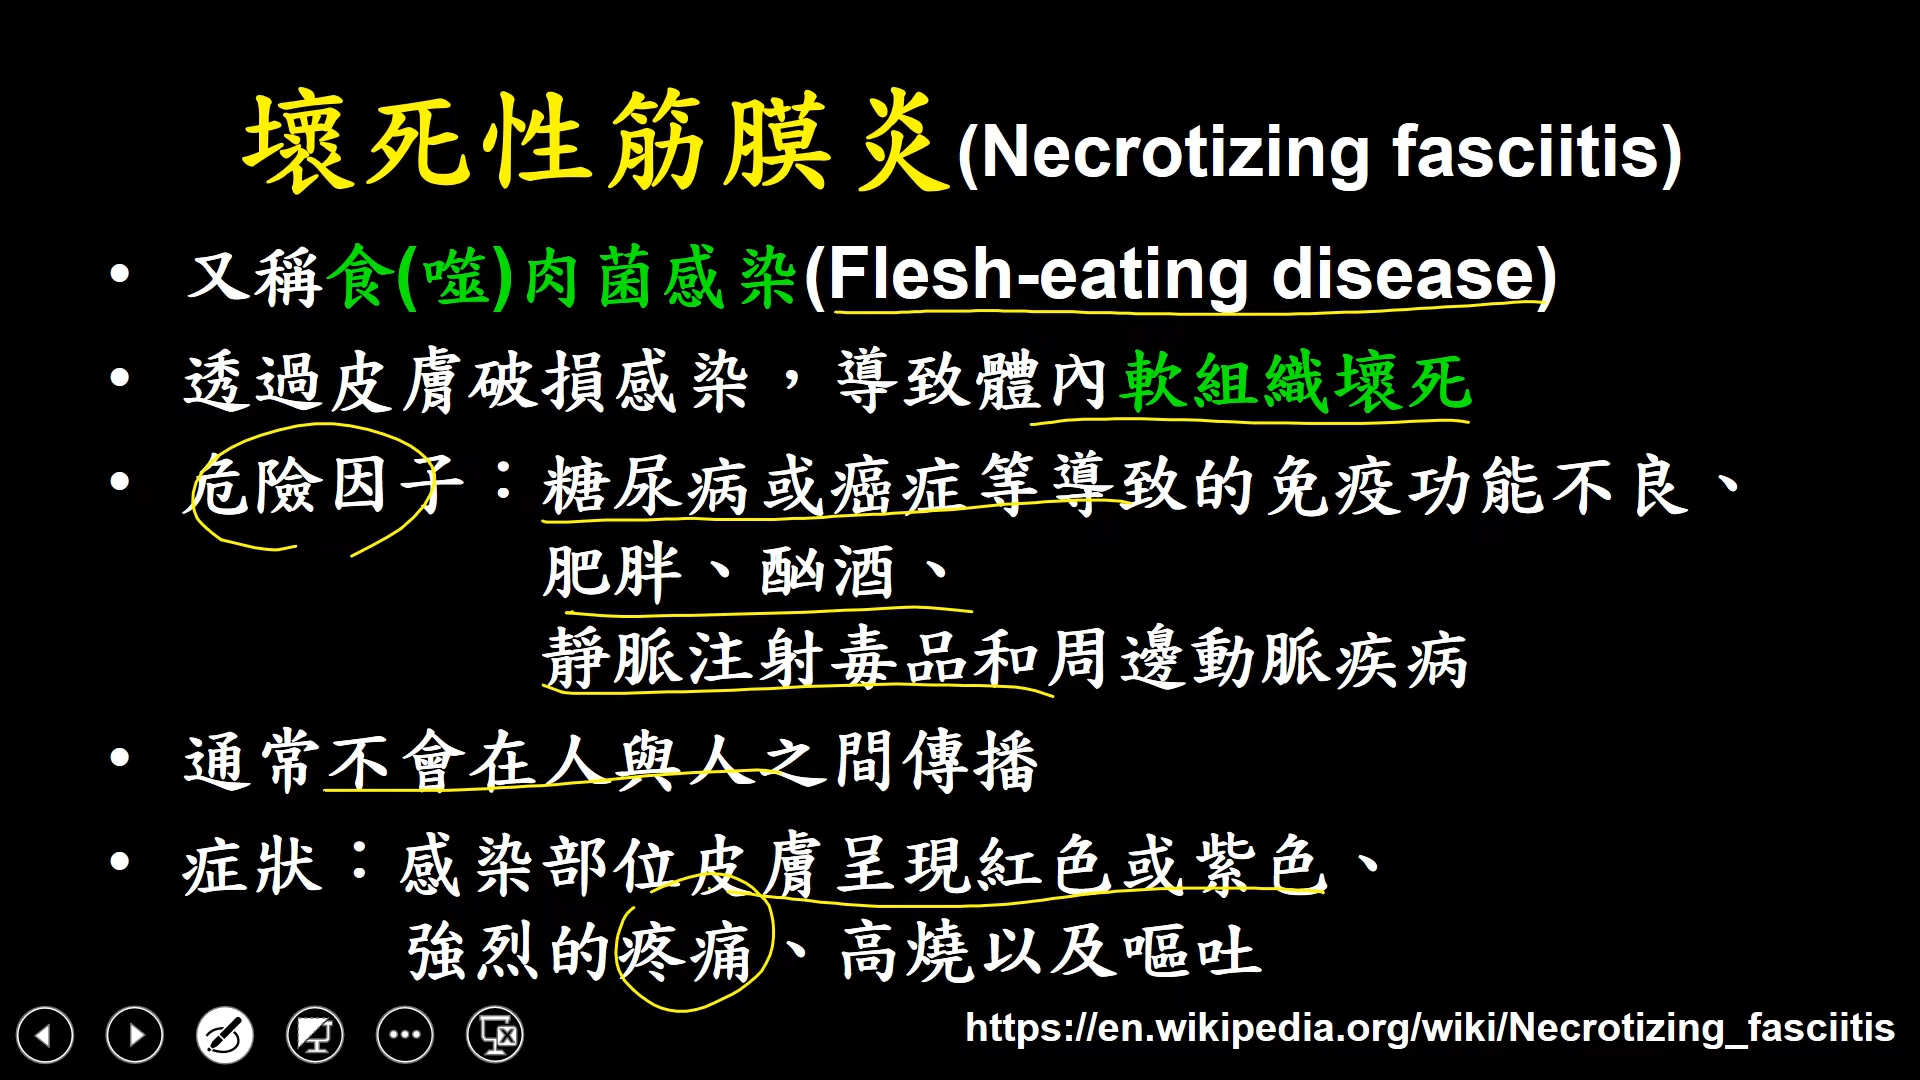 壞死性筋膜炎(Necrotizing fasciitis)
• 又稱食(噬)肉菌感染(Flesh-eating disease)
• 透過皮膚破損感染，導致體內軟組織壞死
• 危險因子：糖尿病或癌症等導致的免疫功能不良、
肥胖、酗酒、
靜脈注射毒品和周邊動脈疾病
• 通常不會在人與人之間傳播
• 症狀：感染部位皮膚呈現紅色或紫色、
強烈的疼痛、高燒以及嘔吐
https://en.wikipedia.org/wiki/Necrotizing_fasciitis